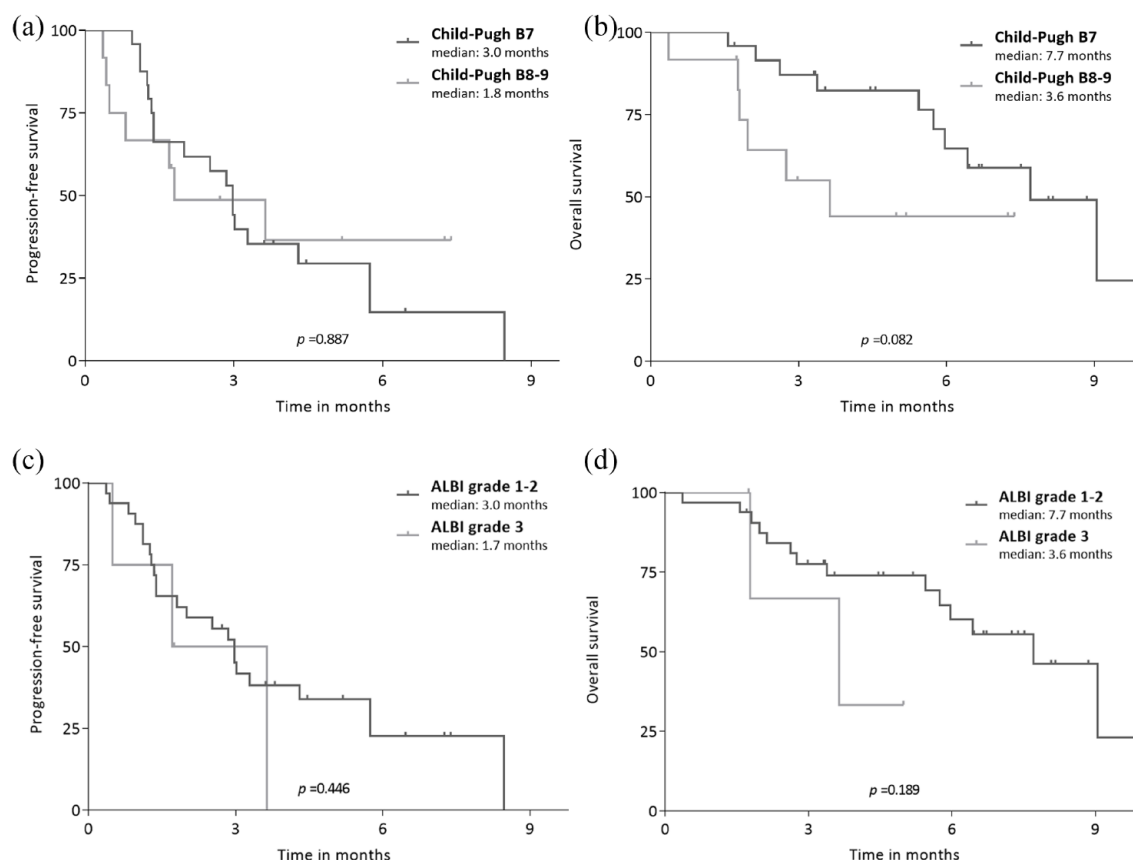 (a)
Child-Pugh B7
median: 3.0 months
Child-Pugh B8-9
median: 1.8 months
Progression-free survival
100
75
50
25
0
p =0.887
0 3 6 9
Time in months
(b)
Child-Pugh B7
median: 7.7 months
Child-Pugh B8-9
median: 3.6 months
Overall survival
100
75
50
25
0
p =0.082
0 3 6 9
Time in months
(c)
ALBI grade 1-2
median: 3.0 months
ALBI grade 3
median: 1.7 months
Progression-free survival
100
75
50
25
0
p =0.446
0 3 6 9
Time in months
(d)
ALBI grade 1-2
median: 7.7 months
ALBI grade 3
median: 3.6 months
Overall survival
100
75
50
25
0
p =0.189
0 3 6 9
Time in months